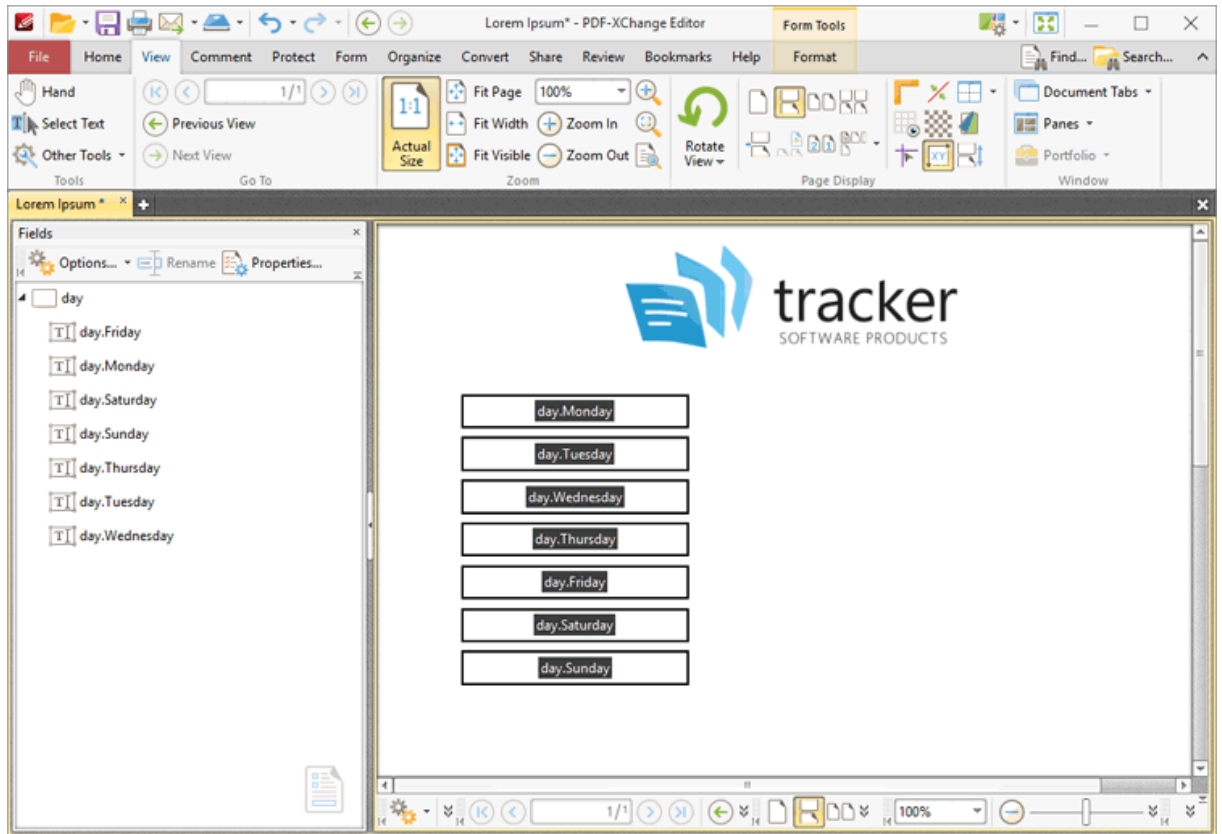 Lorem Ipsum* - PDF-XChange Editor
Form Tools
File Home View Comment Protect Form Organize Convert Share Review Bookmarks Help Format Find... Search...
Hand 1/1 1:1 Fit Page 100% Document Tabs
Select Text Previous View Fit Width Zoom In Panes
Other Tools Next View Actual Size Fit Visible Zoom Out Rotate View XY Portfolio
Tools Go To Zoom Page Display Window
Lorem Ipsum *
Fields
Options... Rename Properties...
day
day.Friday
day.Monday
day.Saturday
day.Sunday
day.Thursday
day.Tuesday
day.Wednesday
tracker
SOFTWARE PRODUCTS
day.Monday
day.Tuesday
day.Wednesday
day.Thursday
day.Friday
day.Saturday
day.Sunday
1/1 100%